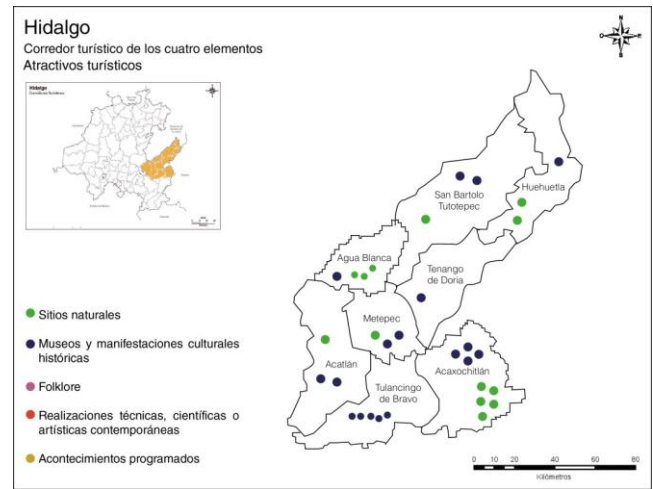 Hidalgo
Corredor turístico de los cuatro elementos
Atractivos turísticos
Hidalgo
N
O
S
Huehuetla
San Bartolo
Tutotepec
Agua Blanca
Tenango
de Doria
Metepec
Acatlán
Acaxochitlán
Tulancingo
de Bravo
Sitios naturales
Museos y manifestaciones culturales
históricas
Folklore
Realizaciones técnicas, científicas o
artísticas contemporáneas
Acontecimientos programados
0 10 20 40 60 80
Kilómetros